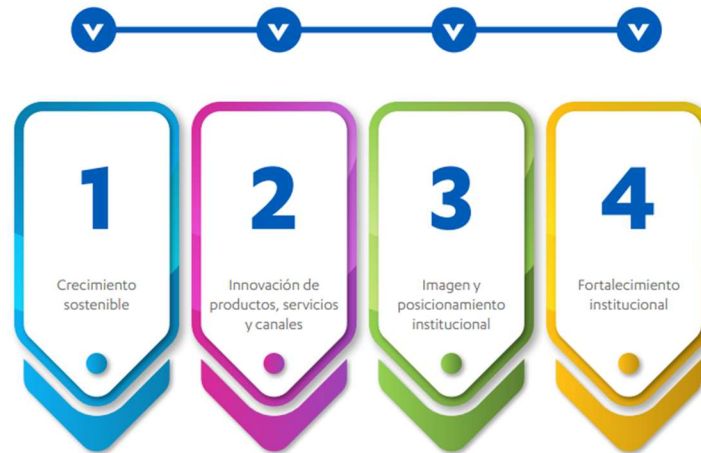 1
Crecimiento
sostenible
2
Innovación de
productos, servicios
y canales
3
Imagen y
posicionamiento
institucional
4
Fortalecimiento
institucional